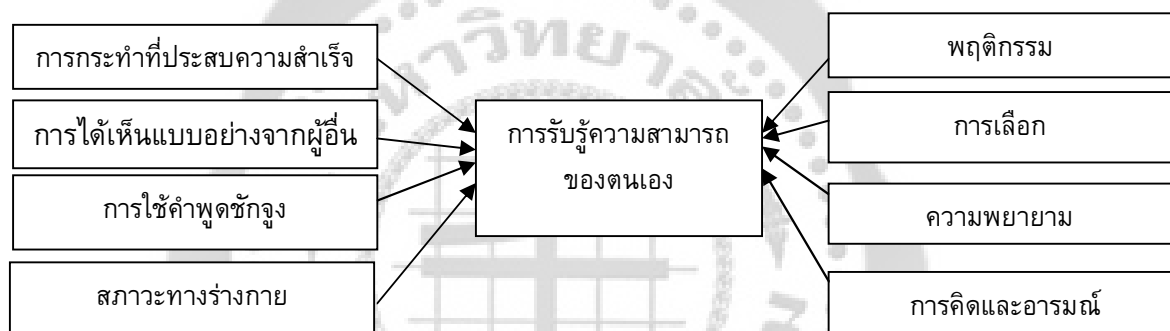 การกระทำที่ประสบความสำเร็จ
การได้เห็นแบบอย่างจากผู้อื่น
การใช้คำพูดชักจูง
สภาวะทางร่างกาย
การรับรู้ความสามารถ
ของตนเอง
พฤติกรรม
การเลือก
ความพยายาม
การคิดและอารมณ์